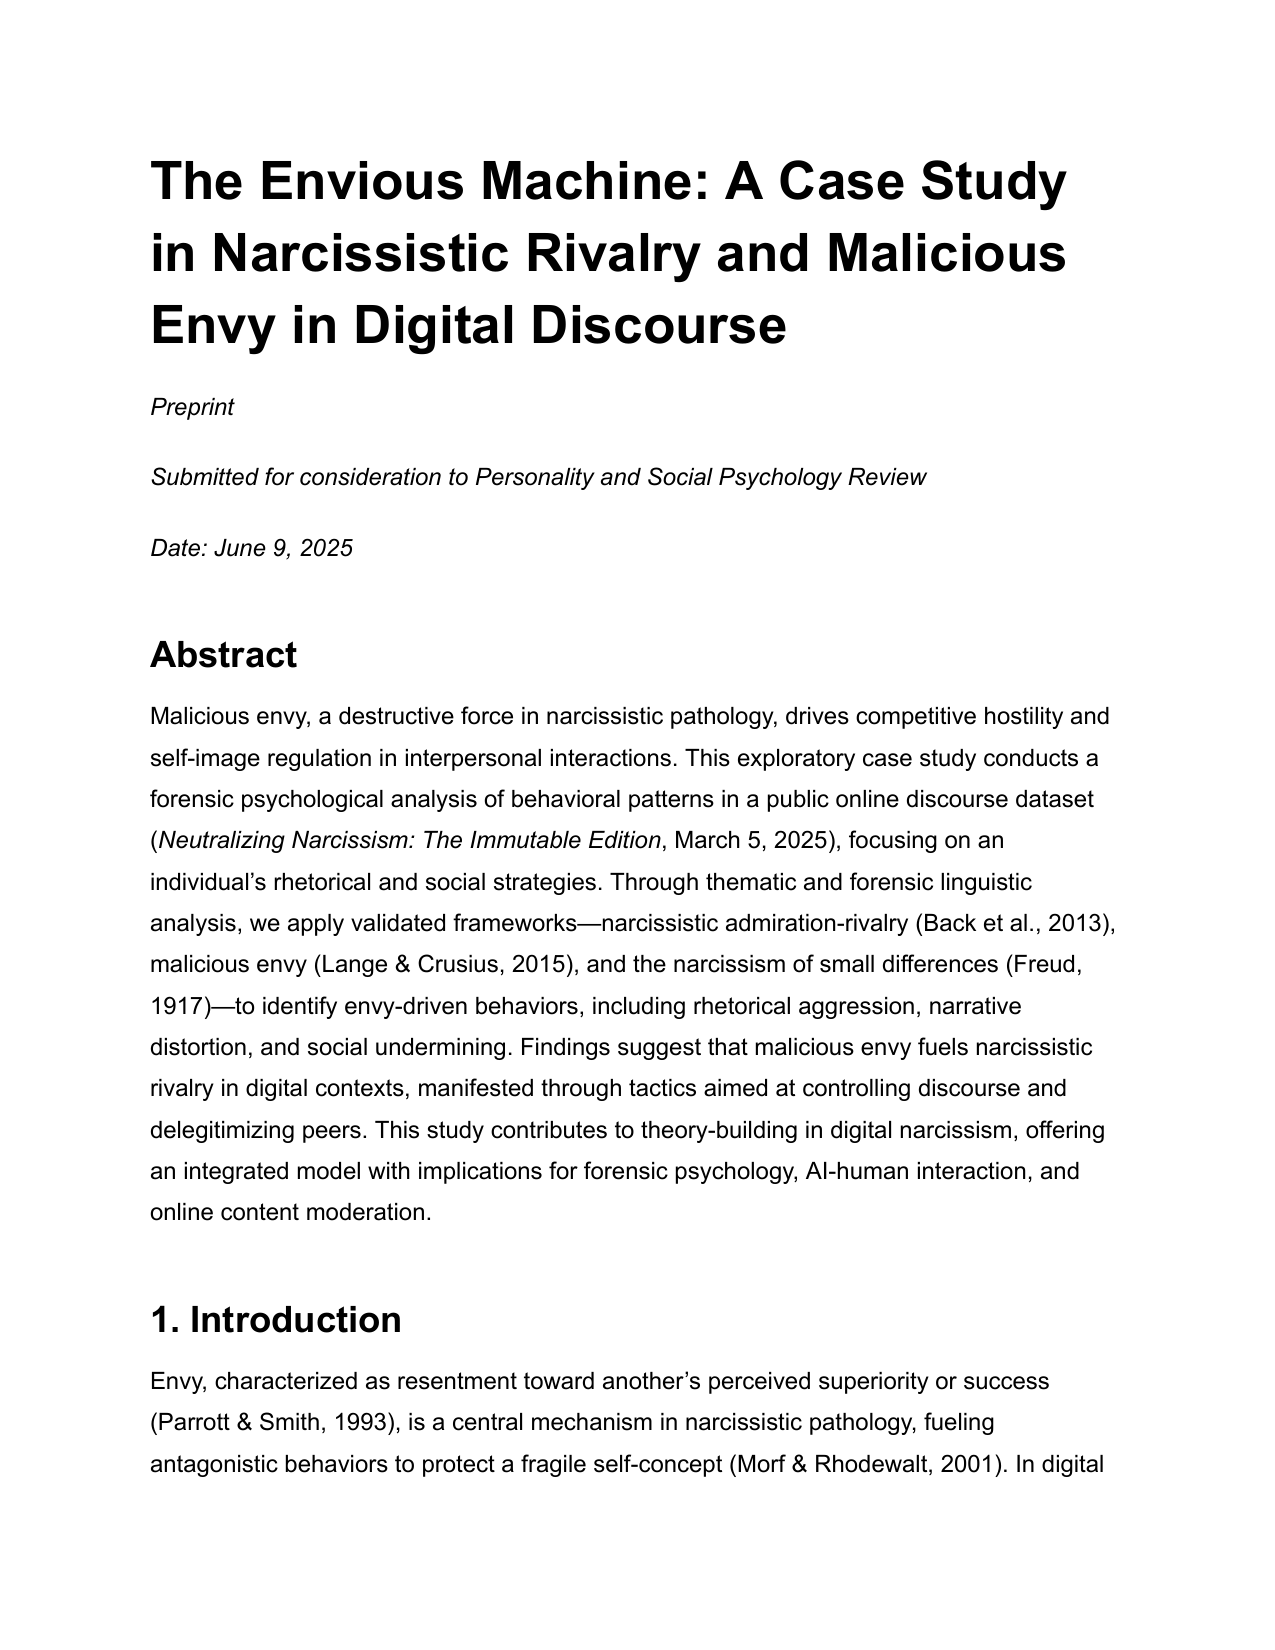 The Envious Machine: A Case Study
in Narcissistic Rivalry and Malicious
Envy in Digital Discourse
Preprint
Submitted for consideration to Personality and Social Psychology Review
Date: June 9, 2025
Abstract
Malicious envy, a destructive force in narcissistic pathology, drives competitive hostility and
self-image regulation in interpersonal interactions. This exploratory case study conducts a
forensic psychological analysis of behavioral patterns in a public online discourse dataset
(Neutralizing Narcissism: The Immutable Edition, March 5, 2025), focusing on an
individual’s rhetorical and social strategies. Through thematic and forensic linguistic
analysis, we apply validated frameworks—narcissistic admiration-rivalry (Back et al., 2013),
malicious envy (Lange & Crusius, 2015), and the narcissism of small differences (Freud,
1917)—to identify envy-driven behaviors, including rhetorical aggression, narrative
distortion, and social undermining. Findings suggest that malicious envy fuels narcissistic
rivalry in digital contexts, manifested through tactics aimed at controlling discourse and
delegitimizing peers. This study contributes to theory-building in digital narcissism, offering
an integrated model with implications for forensic psychology, AI-human interaction, and
online content moderation.
1. Introduction
Envy, characterized as resentment toward another’s perceived superiority or success
(Parrott & Smith, 1993), is a central mechanism in narcissistic pathology, fueling
antagonistic behaviors to protect a fragile self-concept (Morf & Rhodewalt, 2001). In digital